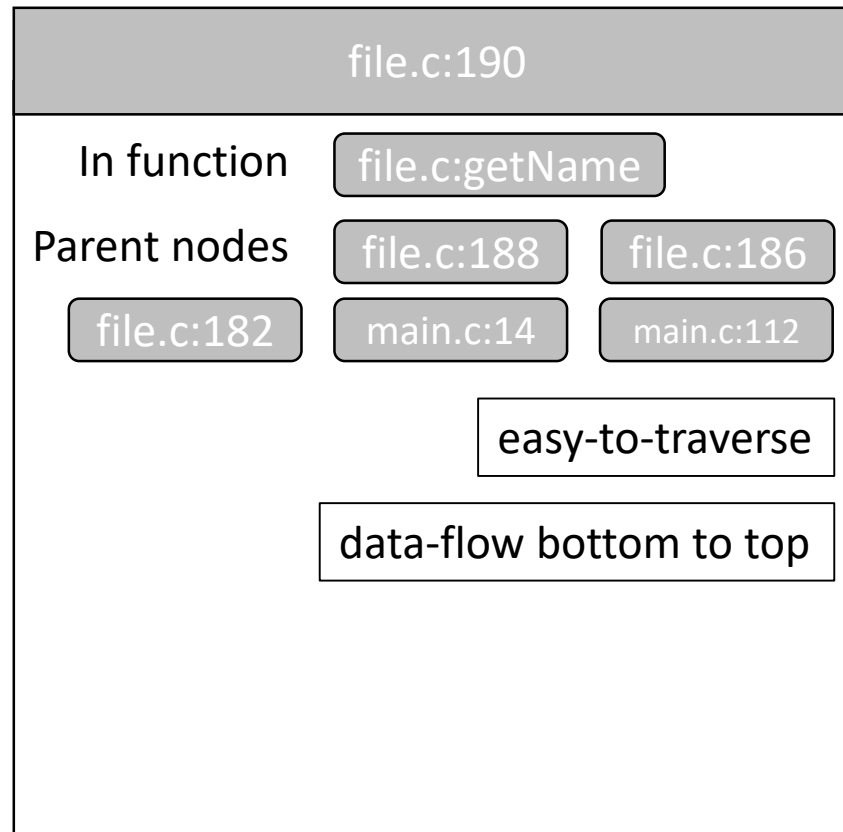 file.c:190
In function file.c:getName
Parent nodes file.c:188 file.c:186
file.c:182 main.c:14 main.c:112
easy-to-traverse
data-flow bottom to top